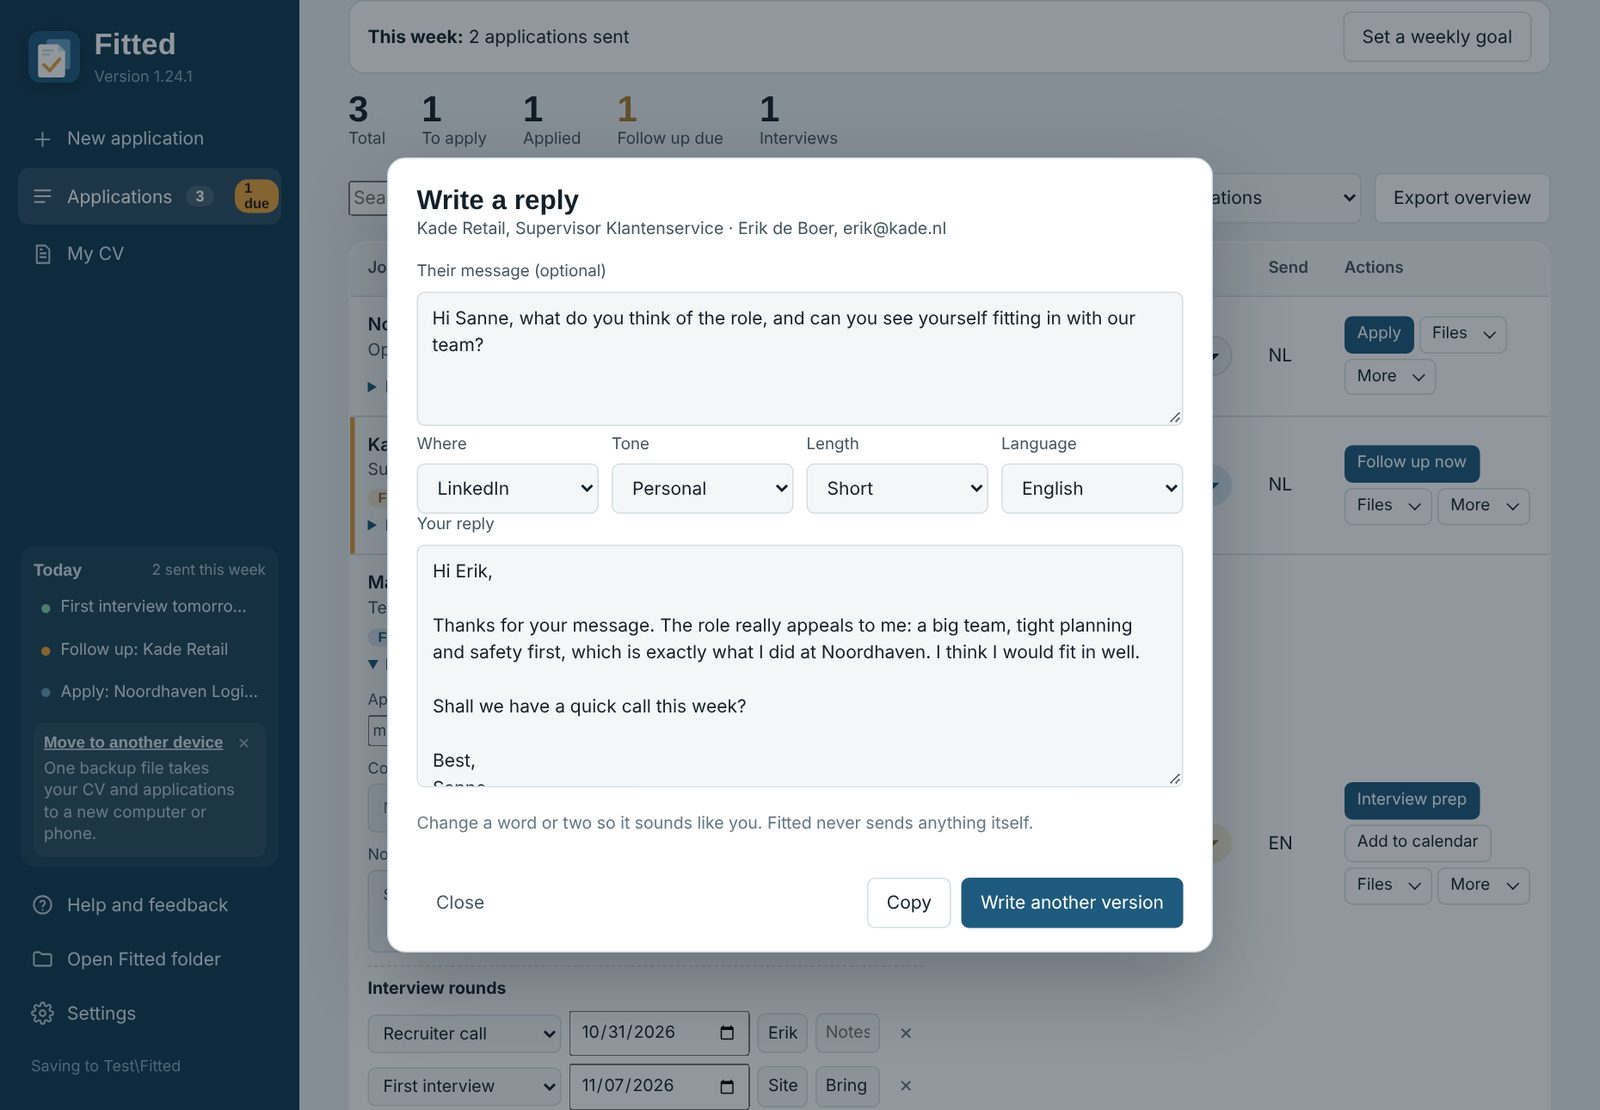 Fitted
Version 1.24.1
New application
Applications 3 1 due
My CV
Today 2 sent this week
First interview tomorro...
Follow up: Kade Retail
Apply: Noordhaven Logi...
Move to another device
One backup file takes
your CV and applications
to a new computer or
phone.
Help and feedback
Open Fitted folder
Settings
Saving to Test\Fitted
This week: 2 applications sent
Set a weekly goal
3 1 1 1 1
Total To apply Applied Follow up due Interviews
Export overview
Send Actions
NL
Apply Files
More
NL
Follow up now
Files More
EN
Interview prep
Add to calendar
Files More
Write a reply
Kade Retail, Supervisor Klantenservice · Erik de Boer, erik@kade.nl
Their message (optional)
Hi Sanne, what do you think of the role, and can you see yourself fitting in with our
team?
Where Tone Length Language
LinkedIn Personal Short English
Your reply
Hi Erik,
Thanks for your message. The role really appeals to me: a big team, tight planning
and safety first, which is exactly what I did at Noordhaven. I think I would fit in well.
Shall we have a quick call this week?
Best,
Sanne
Change a word or two so it sounds like you. Fitted never sends anything itself.
Close Copy Write another version
Interview rounds
Recruiter call 10/31/2026 Erik Notes
First interview 11/07/2026 Site Bring